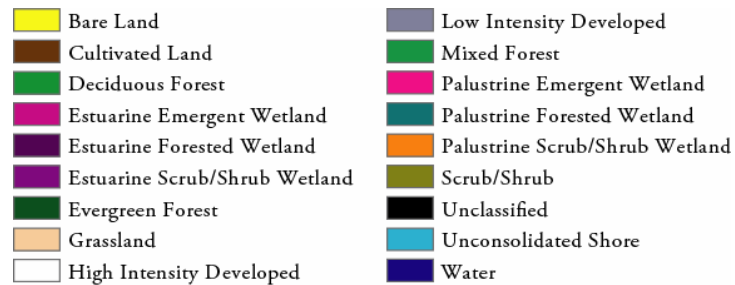 Bare Land
Cultivated Land
Deciduous Forest
Estuarine Emergent Wetland
Estuarine Forested Wetland
Estuarine Scrub/Shrub Wetland
Evergreen Forest
Grassland
High Intensity Developed
Low Intensity Developed
Mixed Forest
Palustrine Emergent Wetland
Palustrine Forested Wetland
Palustrine Scrub/Shrub Wetland
Scrub/Shrub
Unclassified
Unconsolidated Shore
Water